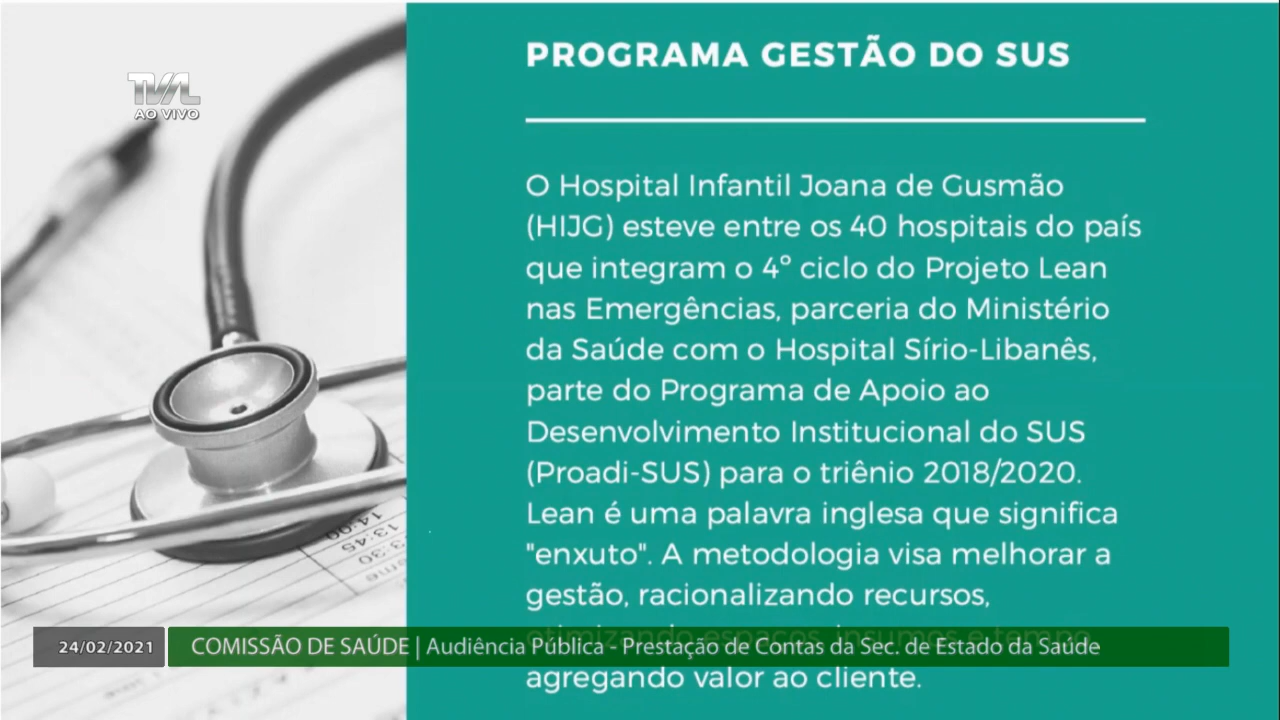 PROGRAMA GESTÃO DO SUS
TVAL
AO VIVO
O Hospital Infantil Joana de Gusmão
(HIJG) esteve entre os 40 hospitais do país
que integram o 4º ciclo do Projeto Lean
nas Emergências, parceria do Ministério
da Saúde com o Hospital Sírio-Libanês,
parte do Programa de Apoio ao
Desenvolvimento Institucional do SUS
(Proadi-SUS) para o triênio 2018/2020.
Lean é uma palavra inglesa que significa
"enxuto". A metodologia visa melhorar a
gestão, racionalizando recursos,
otimizando espaços, insumos e tempo,
agregando valor ao cliente.
14:00
13:45
13:30
24/02/2021 COMISSÃO DE SAÚDE | Audiência Pública - Prestação de Contas da Sec. de Estado da Saúde